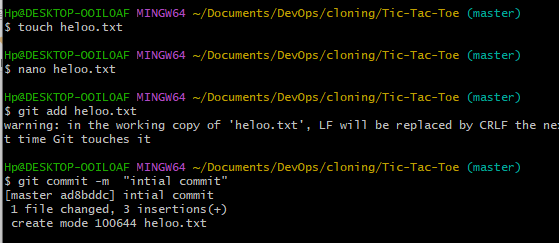 Hp@DESKTOP-OOILOAF MINGW64 ~/Documents/DevOps/cloning/Tic-Tac-Toe (master)
$ touch heloo.txt
Hp@DESKTOP-OOILOAF MINGW64 ~/Documents/DevOps/cloning/Tic-Tac-Toe (master)
$ nano heloo.txt
Hp@DESKTOP-OOILOAF MINGW64 ~/Documents/DevOps/cloning/Tic-Tac-Toe (master)
$ git add heloo.txt
warning: in the working copy of 'heloo.txt', LF will be replaced by CRLF the nex
t time Git touches it
Hp@DESKTOP-OOILOAF MINGW64 ~/Documents/DevOps/cloning/Tic-Tac-Toe (master)
$ git commit -m  "intial commit"
[master ad8bddc] intial commit
 1 file changed, 3 insertions(+)
 create mode 100644 heloo.txt